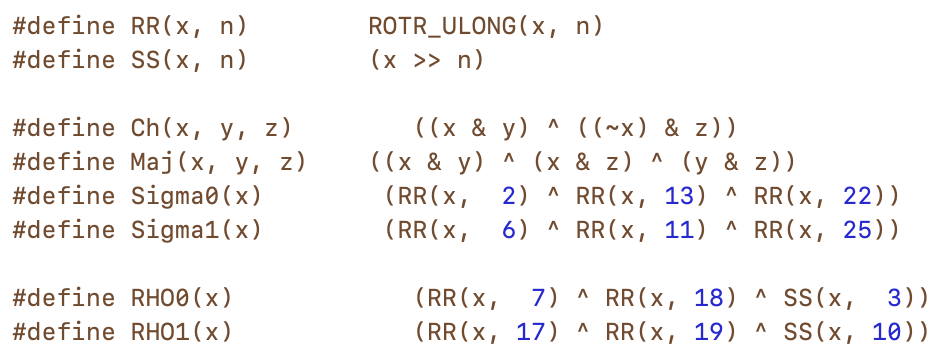 #define RR(x, n)        ROTR_ULONG(x, n)
#define SS(x, n)        (x >> n)

#define Ch(x, y, z)        ((x & y) ^ ((~x) & z))
#define Maj(x, y, z)    ((x & y) ^ (x & z) ^ (y & z))
#define Sigma0(x)        (RR(x,  2) ^ RR(x, 13) ^ RR(x, 22))
#define Sigma1(x)        (RR(x,  6) ^ RR(x, 11) ^ RR(x, 25))

#define RHO0(x)            (RR(x,  7) ^ RR(x, 18) ^ SS(x,  3))
#define RHO1(x)            (RR(x, 17) ^ RR(x, 19) ^ SS(x, 10))